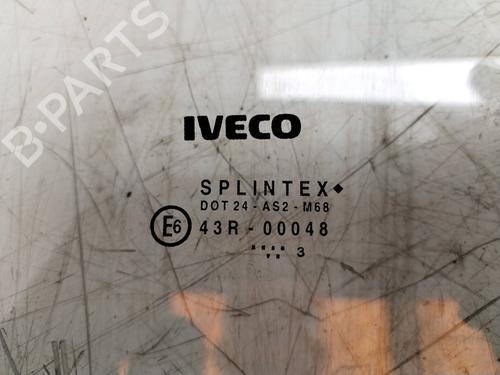 B-PARTS
IVECO
SPLINTEX
DOT 24 - AS2 - M68
E6 43R - 00048
3